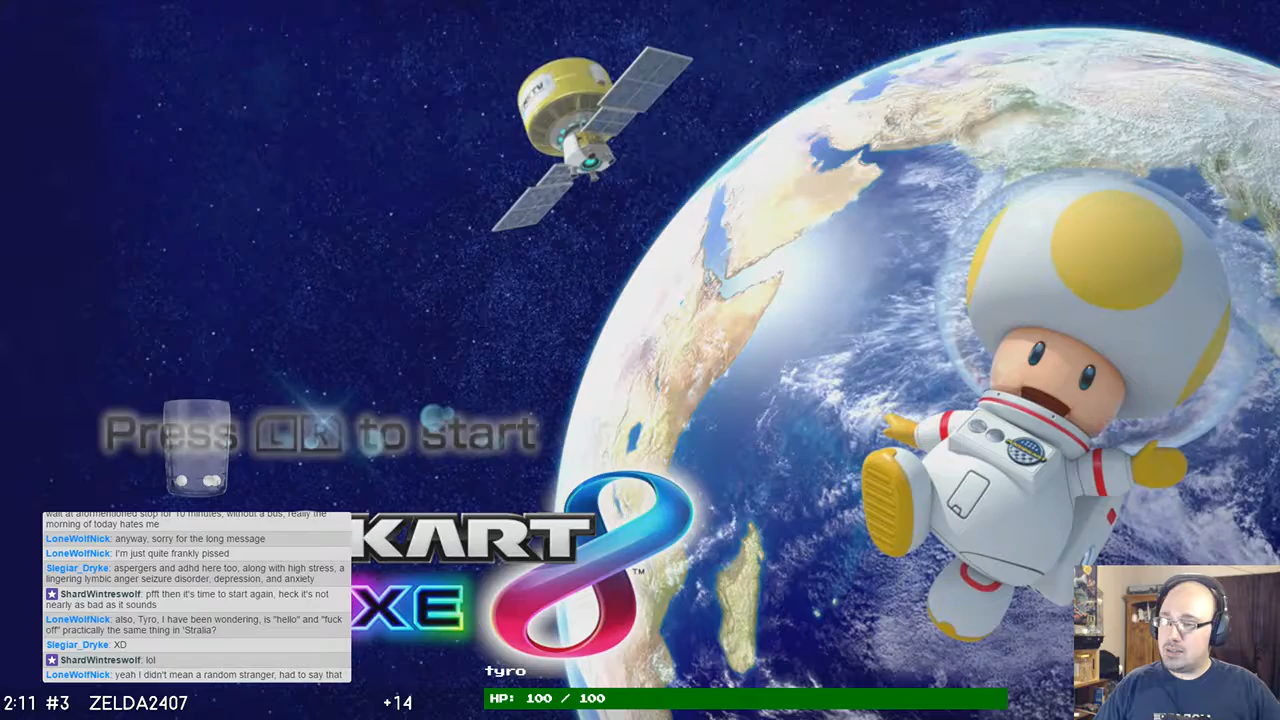 Press L R to start
wait at aformentioned stop for 10 minutes, without a bus, really the
morning of today hates me
LoneWolfNick: anyway, sorry for the long message
LoneWolfNick: I'm just quite frankly pissed
Slegiar_Dryke: aspergers and adhd here too, along with high stress, a
lingering lymbic anger seizure disorder, depression, and anxiety
ShardWintreswolf: pfft then it's time to start again, heck it's not
nearly as bad as it sounds
LoneWolfNick: also, Tyro, I have been wondering, is "hello" and "fuck
off" practically the same thing in 'Stralia?
Slegiar_Dryke: XD
ShardWintreswolf: lol
LoneWolfNick: yeah I didn't mean a random stranger, had to say that
KART 8
XE
TM
tyro
HP: 100 / 100
2:11 #3 ZELDA2407 +14